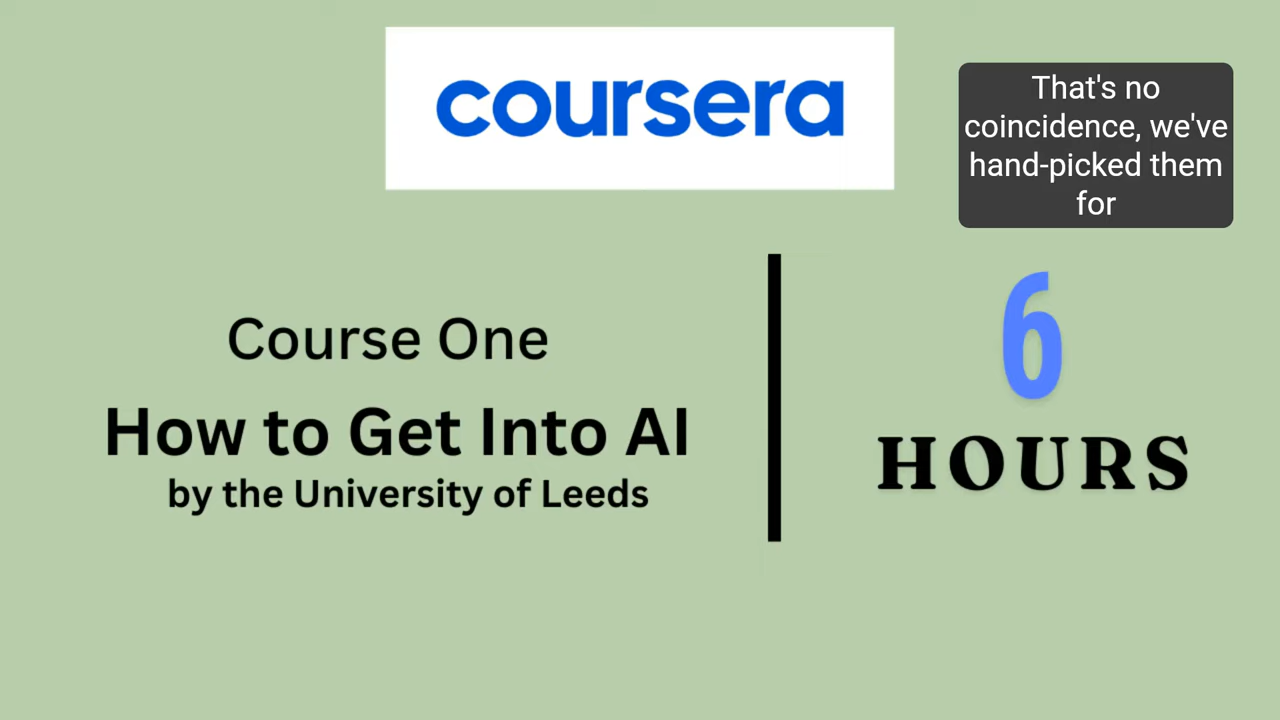 coursera
That's no
coincidence, we've
hand-picked them
for
Course One
How to Get Into AI
by the University of Leeds
6
HOURS